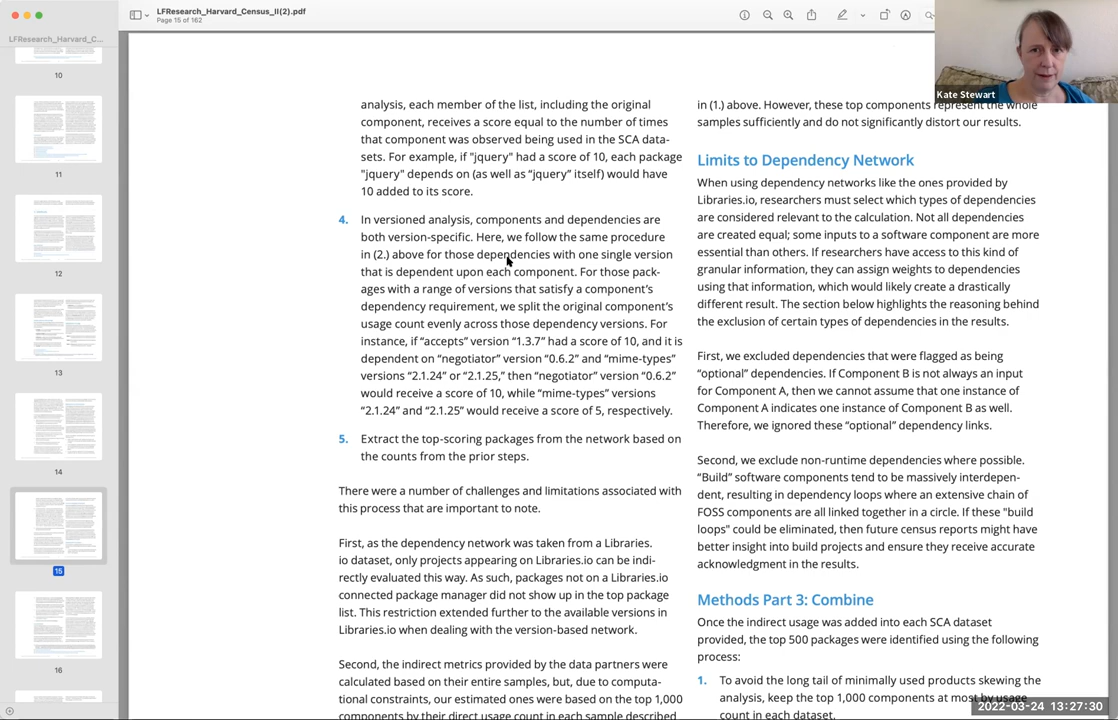 LFResearch_Harvard_Census_II(2).pdf
Page 15 of 162
LFResearch_Harvard_C...
10
11
12
13
14
15
16
analysis, each member of the list, including the original
component, receives a score equal to the number of times
that component was observed being used in the SCA data-
sets. For example, if "jquery" had a score of 10, each package
"jquery" depends on (as well as "jquery" itself) would have
10 added to its score.
4. In versioned analysis, components and dependencies are
both version-specific. Here, we follow the same procedure
in (2.) above for those dependencies with one single version
that is dependent upon each component. For those pack-
ages with a range of versions that satisfy a component's
dependency requirement, we split the original component's
usage count evenly across those dependency versions. For
instance, if “accepts” version “1.3.7” had a score of 10, and it is
dependent on “negotiator” version “0.6.2” and “mime-types”
versions “2.1.24” or “2.1.25,” then “negotiator” version “0.6.2”
would receive a score of 10, while “mime-types” versions
“2.1.24” and “2.1.25” would receive a score of 5, respectively.
5. Extract the top-scoring packages from the network based on
the counts from the prior steps.
There were a number of challenges and limitations associated with
this process that are important to note.
First, as the dependency network was taken from a Libraries.
io dataset, only projects appearing on Libraries.io can be indi-
rectly evaluated this way. As such, packages not on a Libraries.io
connected package manager did not show up in the top package
list. This restriction extended further to the available versions in
Libraries.io when dealing with the version-based network.
Second, the indirect metrics provided by the data partners were
calculated based on their entire samples, but, due to computa-
tional constraints, our estimated ones were based on the top 1,000
components by their direct usage count in each sample described
in (1.) above. However, these top components represent the whole
samples sufficiently and do not significantly distort our results.
Limits to Dependency Network
When using dependency networks like the ones provided by
Libraries.io, researchers must select which types of dependencies
are considered relevant to the calculation. Not all dependencies
are created equal; some inputs to a software component are more
essential than others. If researchers have access to this kind of
granular information, they can assign weights to dependencies
using that information, which would likely create a drastically
different result. The section below highlights the reasoning behind
the exclusion of certain types of dependencies in the results.
First, we excluded dependencies that were flagged as being
“optional” dependencies. If Component B is not always an input
for Component A, then we cannot assume that one instance of
Component A indicates one instance of Component B as well.
Therefore, we ignored these “optional” dependency links.
Second, we exclude non-runtime dependencies where possible.
“Build” software components tend to be massively interdepen-
dent, resulting in dependency loops where an extensive chain of
FOSS components are all linked together in a circle. If these "build
loops" could be eliminated, then future census reports might have
better insight into build projects and ensure they receive accurate
acknowledgment in the results.
Methods Part 3: Combine
Once the indirect usage was added into each SCA dataset
provided, the top 500 packages were identified using the following
process:
1. To avoid the long tail of minimally used products skewing the
analysis, keep the top 1,000 components at most by usage
count in each dataset.
Kate Stewart
2022-03-24 13:27:30